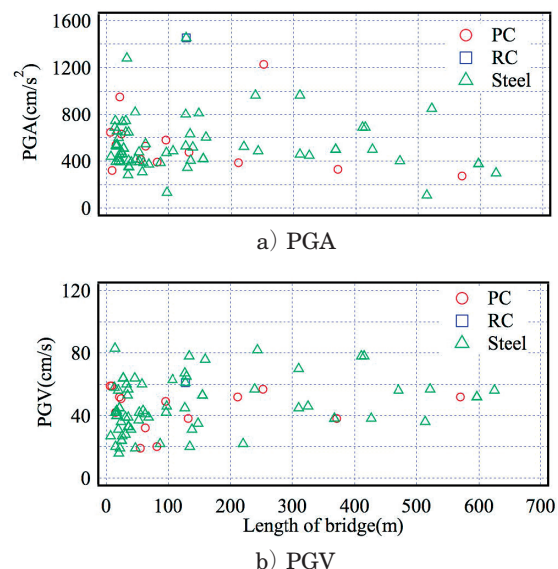 1600
1200
800
400
0
PGA(cm/s²)
PC
RC
Steel
a) PGA
120
80
40
0
PGV(cm/s)
PC
RC
Steel
0 100 200 300 400 500 600 700
Length of bridge(m)
b) PGV